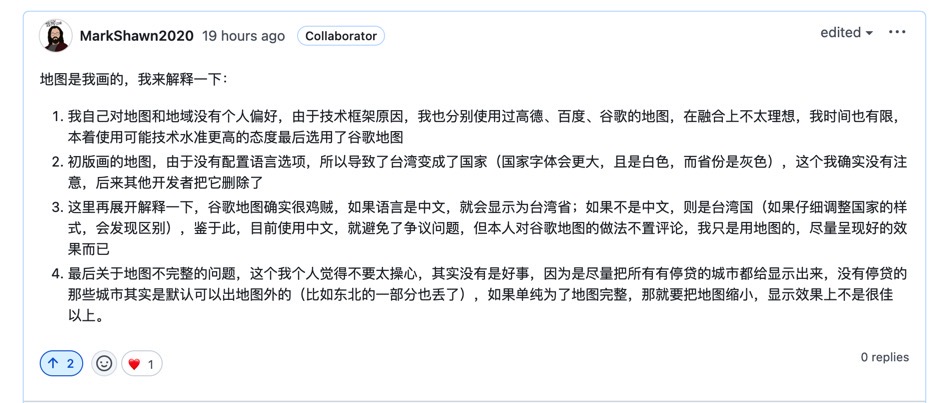 MarkShawn2020 19 hours ago Collaborator edited
地图是我画的，我来解释一下：
1. 我自己对地图和地域没有个人偏好，由于技术框架原因，我也分别使用过高德、百度、谷歌的地图，在融合上不太理想，我时间也有限，
本着使用可能技术水准更高的态度最后选用了谷歌地图
2. 初版画的地图，由于没有配置语言选项，所以导致了台湾变成了国家（国家字体会更大，且是白色，而省份是灰色），这个我确实没有注
意，后来其他开发者把它删除了
3. 这里再展开解释一下，谷歌地图确实很鸡贼，如果语言是中文，就会显示为台湾省；如果不是中文，则是台湾国（如果仔细调整国家的样
式，会发现区别），鉴于此，目前使用中文，就避免了争议问题，但本人对谷歌地图的做法不置评论，我只是用地图的，尽量呈现好的效
果而已
4. 最后关于地图不完整的问题，这个我个人觉得不要太操心，其实没有是好事，因为是尽量把所有有停贷的城市都给显示出来，没有停贷的
那些城市其实是默认可以出地图外的（比如东北的一部分也丢了），如果单纯为了地图完整，那就要把地图缩小，显示效果上不是很佳
以上。
2 1 0 replies